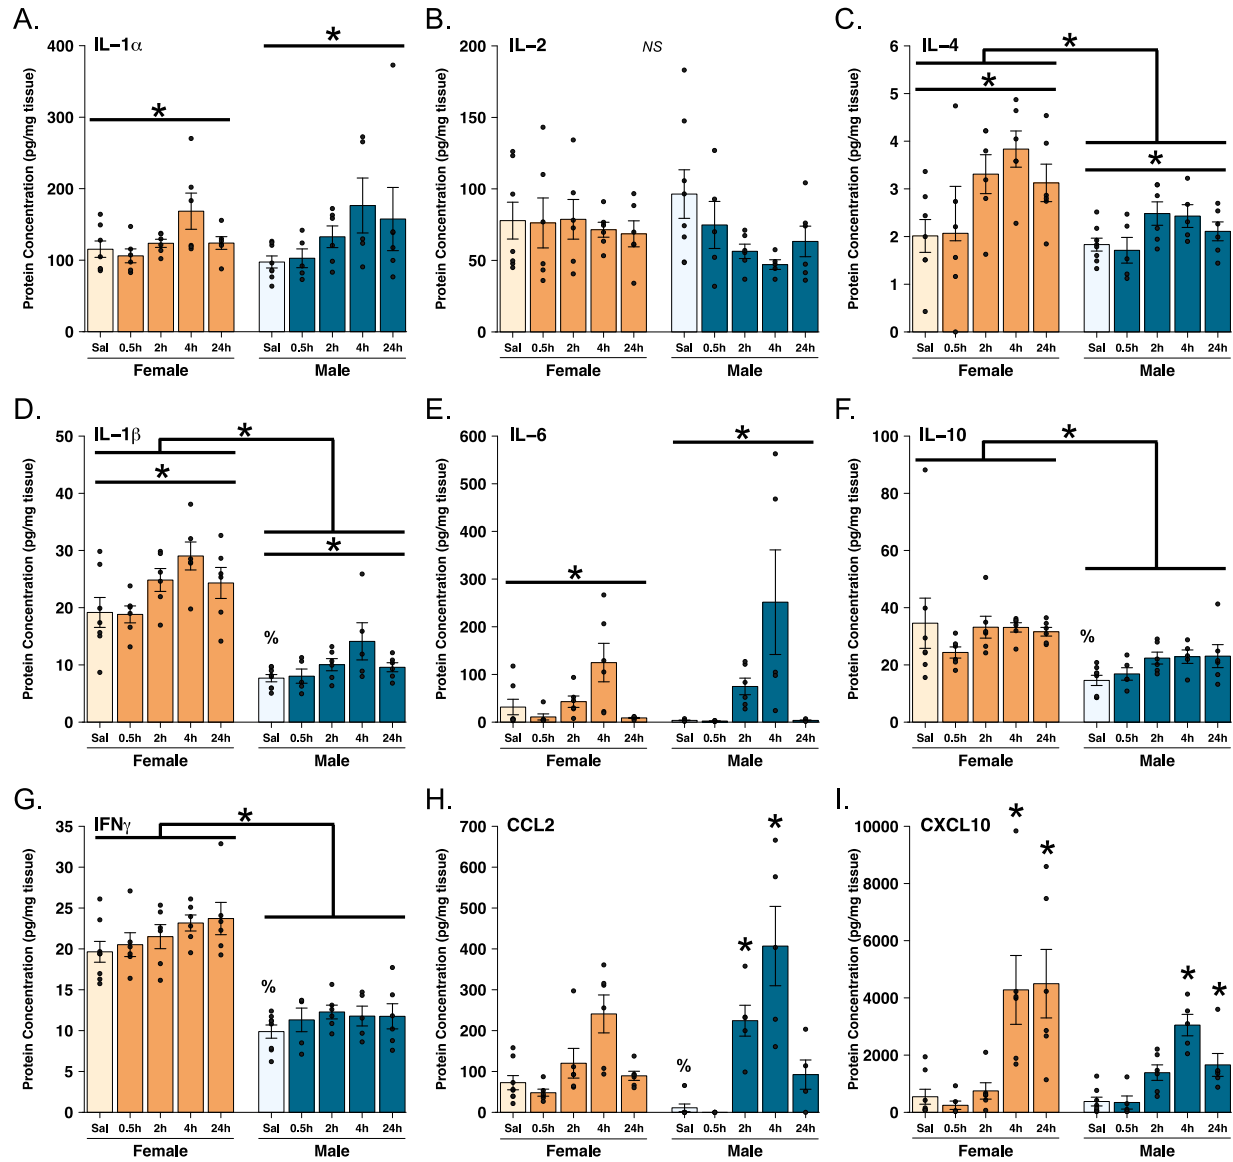 A.
IL−1α
*
*
Protein Concentration (pg/mg tissue)
400
300
200
100
0
Sal 0.5h 2h 4h 24h Sal 0.5h 2h 4h 24h
Female Male
B.
IL−2
NS
Protein Concentration (pg/mg tissue)
200
150
100
50
0
Sal 0.5h 2h 4h 24h Sal 0.5h 2h 4h 24h
Female Male
C.
IL−4
*
*
*
Protein Concentration (pg/mg tissue)
6
5
4
3
2
1
0
Sal 0.5h 2h 4h 24h Sal 0.5h 2h 4h 24h
Female Male
D.
IL−1β
*
*
*
%
Protein Concentration (pg/mg tissue)
50
40
30
20
10
0
Sal 0.5h 2h 4h 24h Sal 0.5h 2h 4h 24h
Female Male
E.
IL−6
*
*
Protein Concentration (pg/mg tissue)
600
500
400
300
200
100
0
Sal 0.5h 2h 4h 24h Sal 0.5h 2h 4h 24h
Female Male
F.
IL−10
*
%
Protein Concentration (pg/mg tissue)
100
80
60
40
20
0
Sal 0.5h 2h 4h 24h Sal 0.5h 2h 4h 24h
Female Male
G.
IFNγ
*
%
Protein Concentration (pg/mg tissue)
35
30
25
20
15
10
5
0
Sal 0.5h 2h 4h 24h Sal 0.5h 2h 4h 24h
Female Male
H.
CCL2
*
*
%
Protein Concentration (pg/mg tissue)
700
600
500
400
300
200
100
0
Sal 0.5h 2h 4h 24h Sal 0.5h 2h 4h 24h
Female Male
I.
CXCL10
*
*
*
*
Protein Concentration (pg/mg tissue)
10000
8000
6000
4000
2000
0
Sal 0.5h 2h 4h 24h Sal 0.5h 2h 4h 24h
Female Male